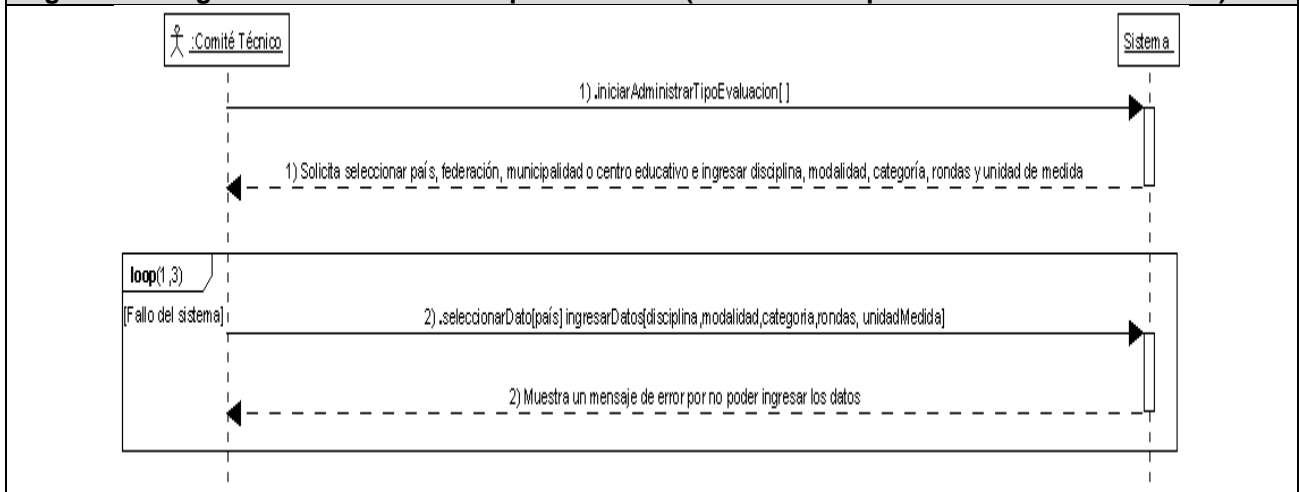 :Comité Técnico
Sistema
1) .iniciarAdministrarTipoEvaluacion[ ]
1) Solicita seleccionar país, federación, municipalidad o centro educativo e ingresar disciplina, modalidad, categoría, rondas y unidad de medida
loop(1,3)
[Fallo del sistema]
2) .seleccionarDato[país] ingresarDatos[disciplina,modalidad,categoria,rondas, unidadMedida]
2) Muestra un mensaje de error por no poder ingresar los datos